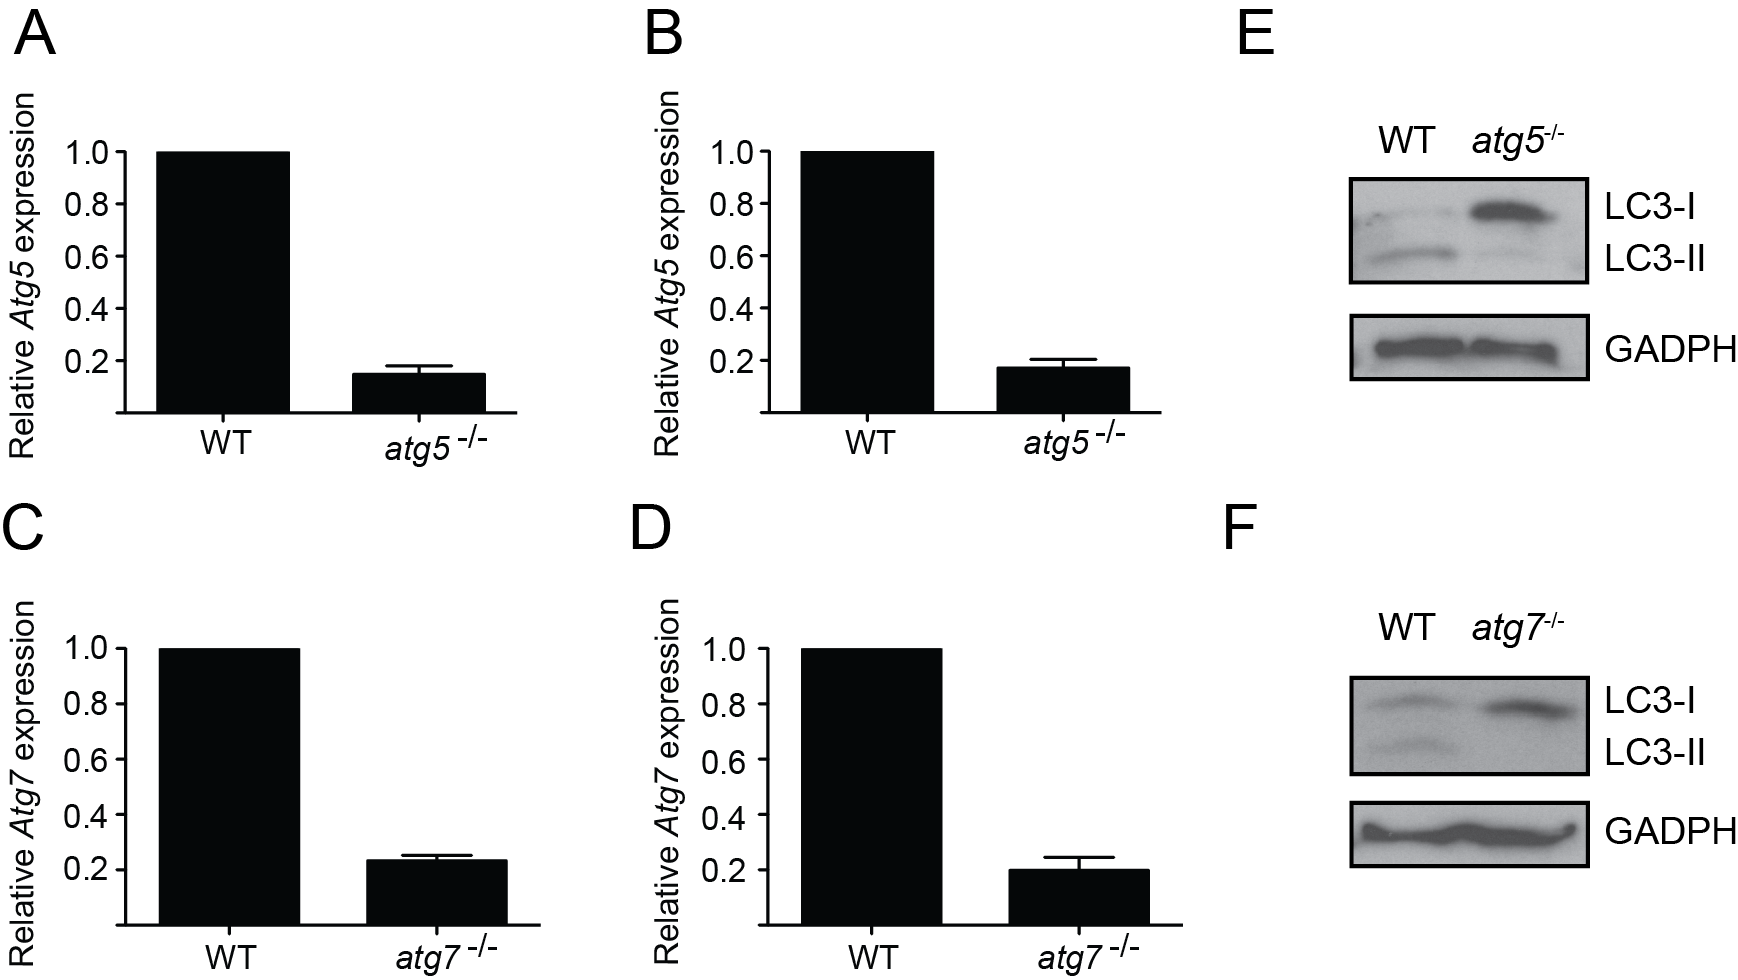 A
Relative Atg5 expression
1.0
0.8
0.6
0.4
0.2
WT
atg5 -/-
B
Relative Atg5 expression
1.0
0.8
0.6
0.4
0.2
WT
atg5 -/-
E
WT atg5-/-
LC3-I
LC3-II
GADPH
C
Relative Atg7 expression
1.0
0.8
0.6
0.4
0.2
WT
atg7 -/-
D
Relative Atg7 expression
1.0
0.8
0.6
0.4
0.2
WT
atg7 -/-
F
WT atg7-/-
LC3-I
LC3-II
GADPH